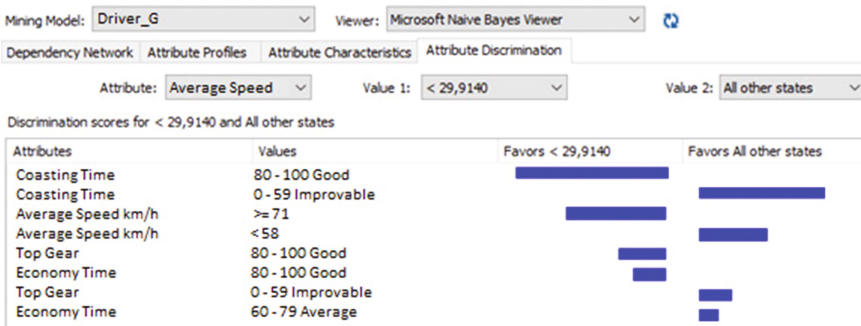 Mining Model: Driver_G Viewer: Microsoft Naive Bayes Viewer
Dependency Network Attribute Profiles Attribute Characteristics Attribute Discrimination
Attribute: Average Speed Value 1: < 29,9140 Value 2: All other states
Discrimination scores for < 29,9140 and All other states
Attributes Values Favors < 29,9140 Favors All other states
Coasting Time 80 - 100 Good
Coasting Time 0 - 59 Improvable
Average Speed km/h >= 71
Average Speed km/h < 58
Top Gear 80 - 100 Good
Economy Time 80 - 100 Good
Top Gear 0 - 59 Improvable
Economy Time 60 - 79 Average